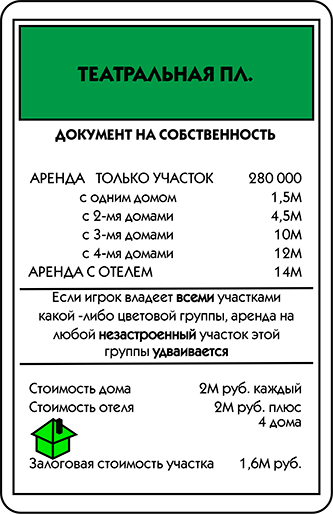 ТЕАТРАЛЬНАЯ ПЛ.
ДОКУМЕНТ НА СОБСТВЕННОСТЬ
АРЕНДА ТОЛЬКО УЧАСТОК 280 000
с одним домом 1,5М
с 2-мя домами 4,5М
с 3-мя домами 10М
с 4-мя домами 12М
АРЕНДА С ОТЕЛЕМ 14М
Если игрок владеет всеми участками
какой -либо цветовой группы, аренда на
любой незастроенный участок этой
группы удваивается
Стоимость дома 2М руб. каждый
Стоимость отеля 2М руб. плюс
4 дома
Залоговая стоимость участка 1,6М руб.